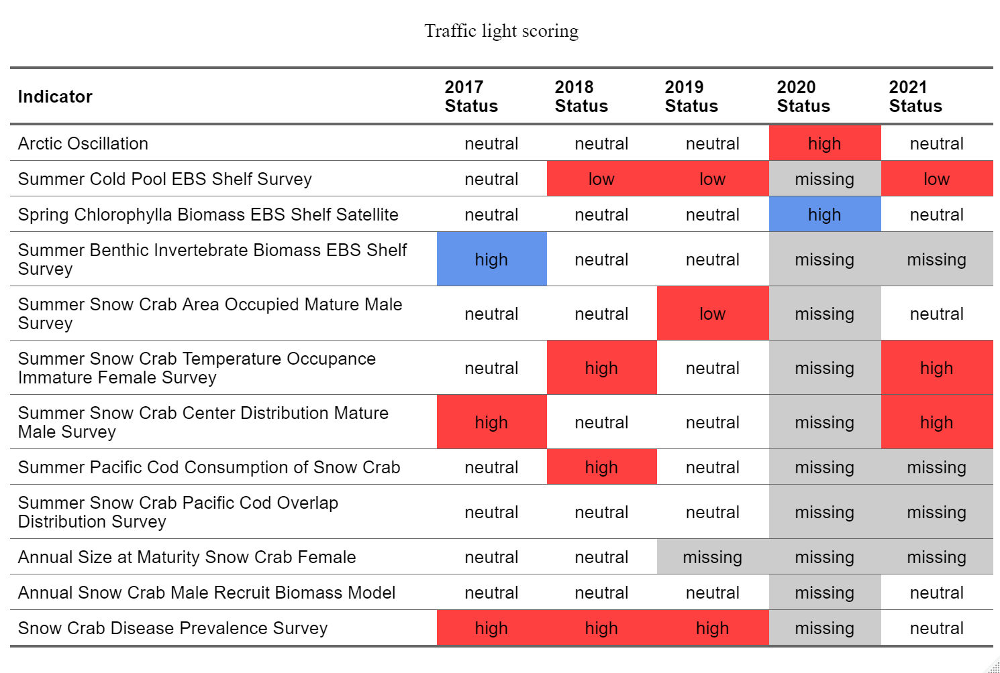 Traffic light scoring
Indicator 2017 Status 2018 Status 2019 Status 2020 Status 2021 Status
Arctic Oscillation neutral neutral neutral high neutral
Summer Cold Pool EBS Shelf Survey neutral low low missing low
Spring Chlorophylla Biomass EBS Shelf Satellite neutral neutral neutral high neutral
Summer Benthic Invertebrate Biomass EBS Shelf
Survey high neutral neutral missing missing
Summer Snow Crab Area Occupied Mature Male
Survey neutral neutral low missing neutral
Summer Snow Crab Temperature Occupance
Immature Female Survey neutral high neutral missing high
Summer Snow Crab Center Distribution Mature
Male Survey high neutral neutral missing high
Summer Pacific Cod Consumption of Snow Crab neutral high neutral missing missing
Summer Snow Crab Pacific Cod Overlap
Distribution Survey neutral neutral neutral missing missing
Annual Size at Maturity Snow Crab Female neutral neutral missing missing missing
Annual Snow Crab Male Recruit Biomass Model neutral neutral neutral missing neutral
Snow Crab Disease Prevalence Survey high high high missing neutral